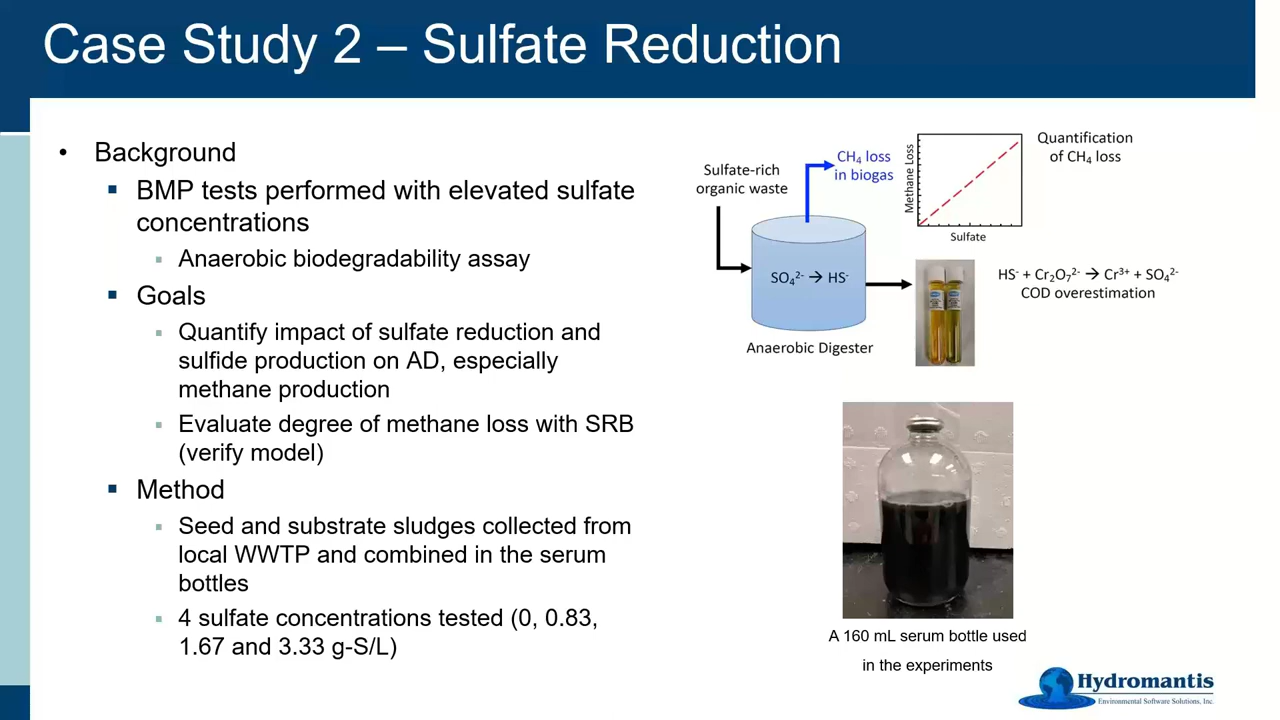 Case Study 2 – Sulfate Reduction
• Background
▪ BMP tests performed with elevated sulfate
concentrations
▪ Anaerobic biodegradability assay
▪ Goals
▪ Quantify impact of sulfate reduction and
sulfide production on AD, especially
methane production
▪ Evaluate degree of methane loss with SRB
(verify model)
▪ Method
▪ Seed and substrate sludges collected from
local WWTP and combined in the serum
bottles
▪ 4 sulfate concentrations tested (0, 0.83,
1.67 and 3.33 g-S/L)
Sulfate-rich
organic waste
CH₄ loss
in biogas
Methane Loss
Sulfate
Quantification
of CH₄ loss
SO₄²⁻ → HS⁻
Anaerobic Digester
HS⁻ + Cr₂O₇²⁻ → Cr³⁺ + SO₄²⁻
COD overestimation
A 160 mL serum bottle used
in the experiments
Hydromantis
Environmental Software Solutions, Inc.